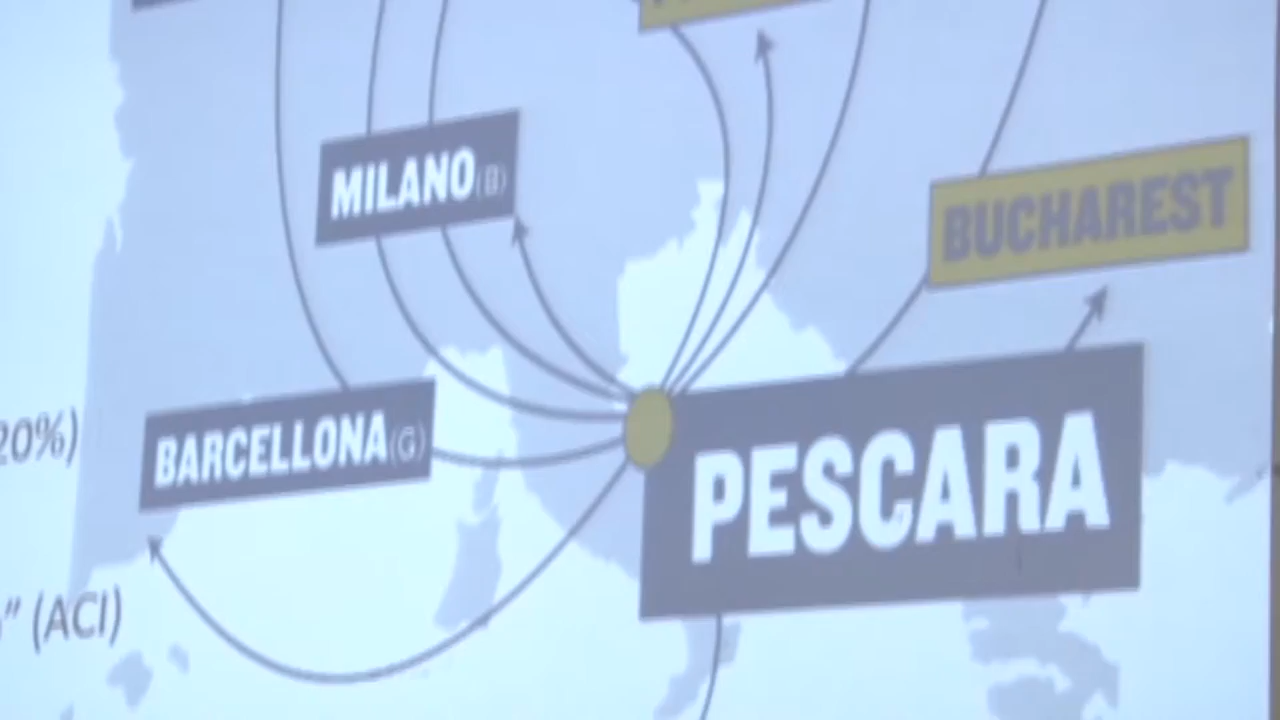 MILANO(B)
BUCHAREST
BARCELLONA(G)
20%)
PESCARA
" (ACI)